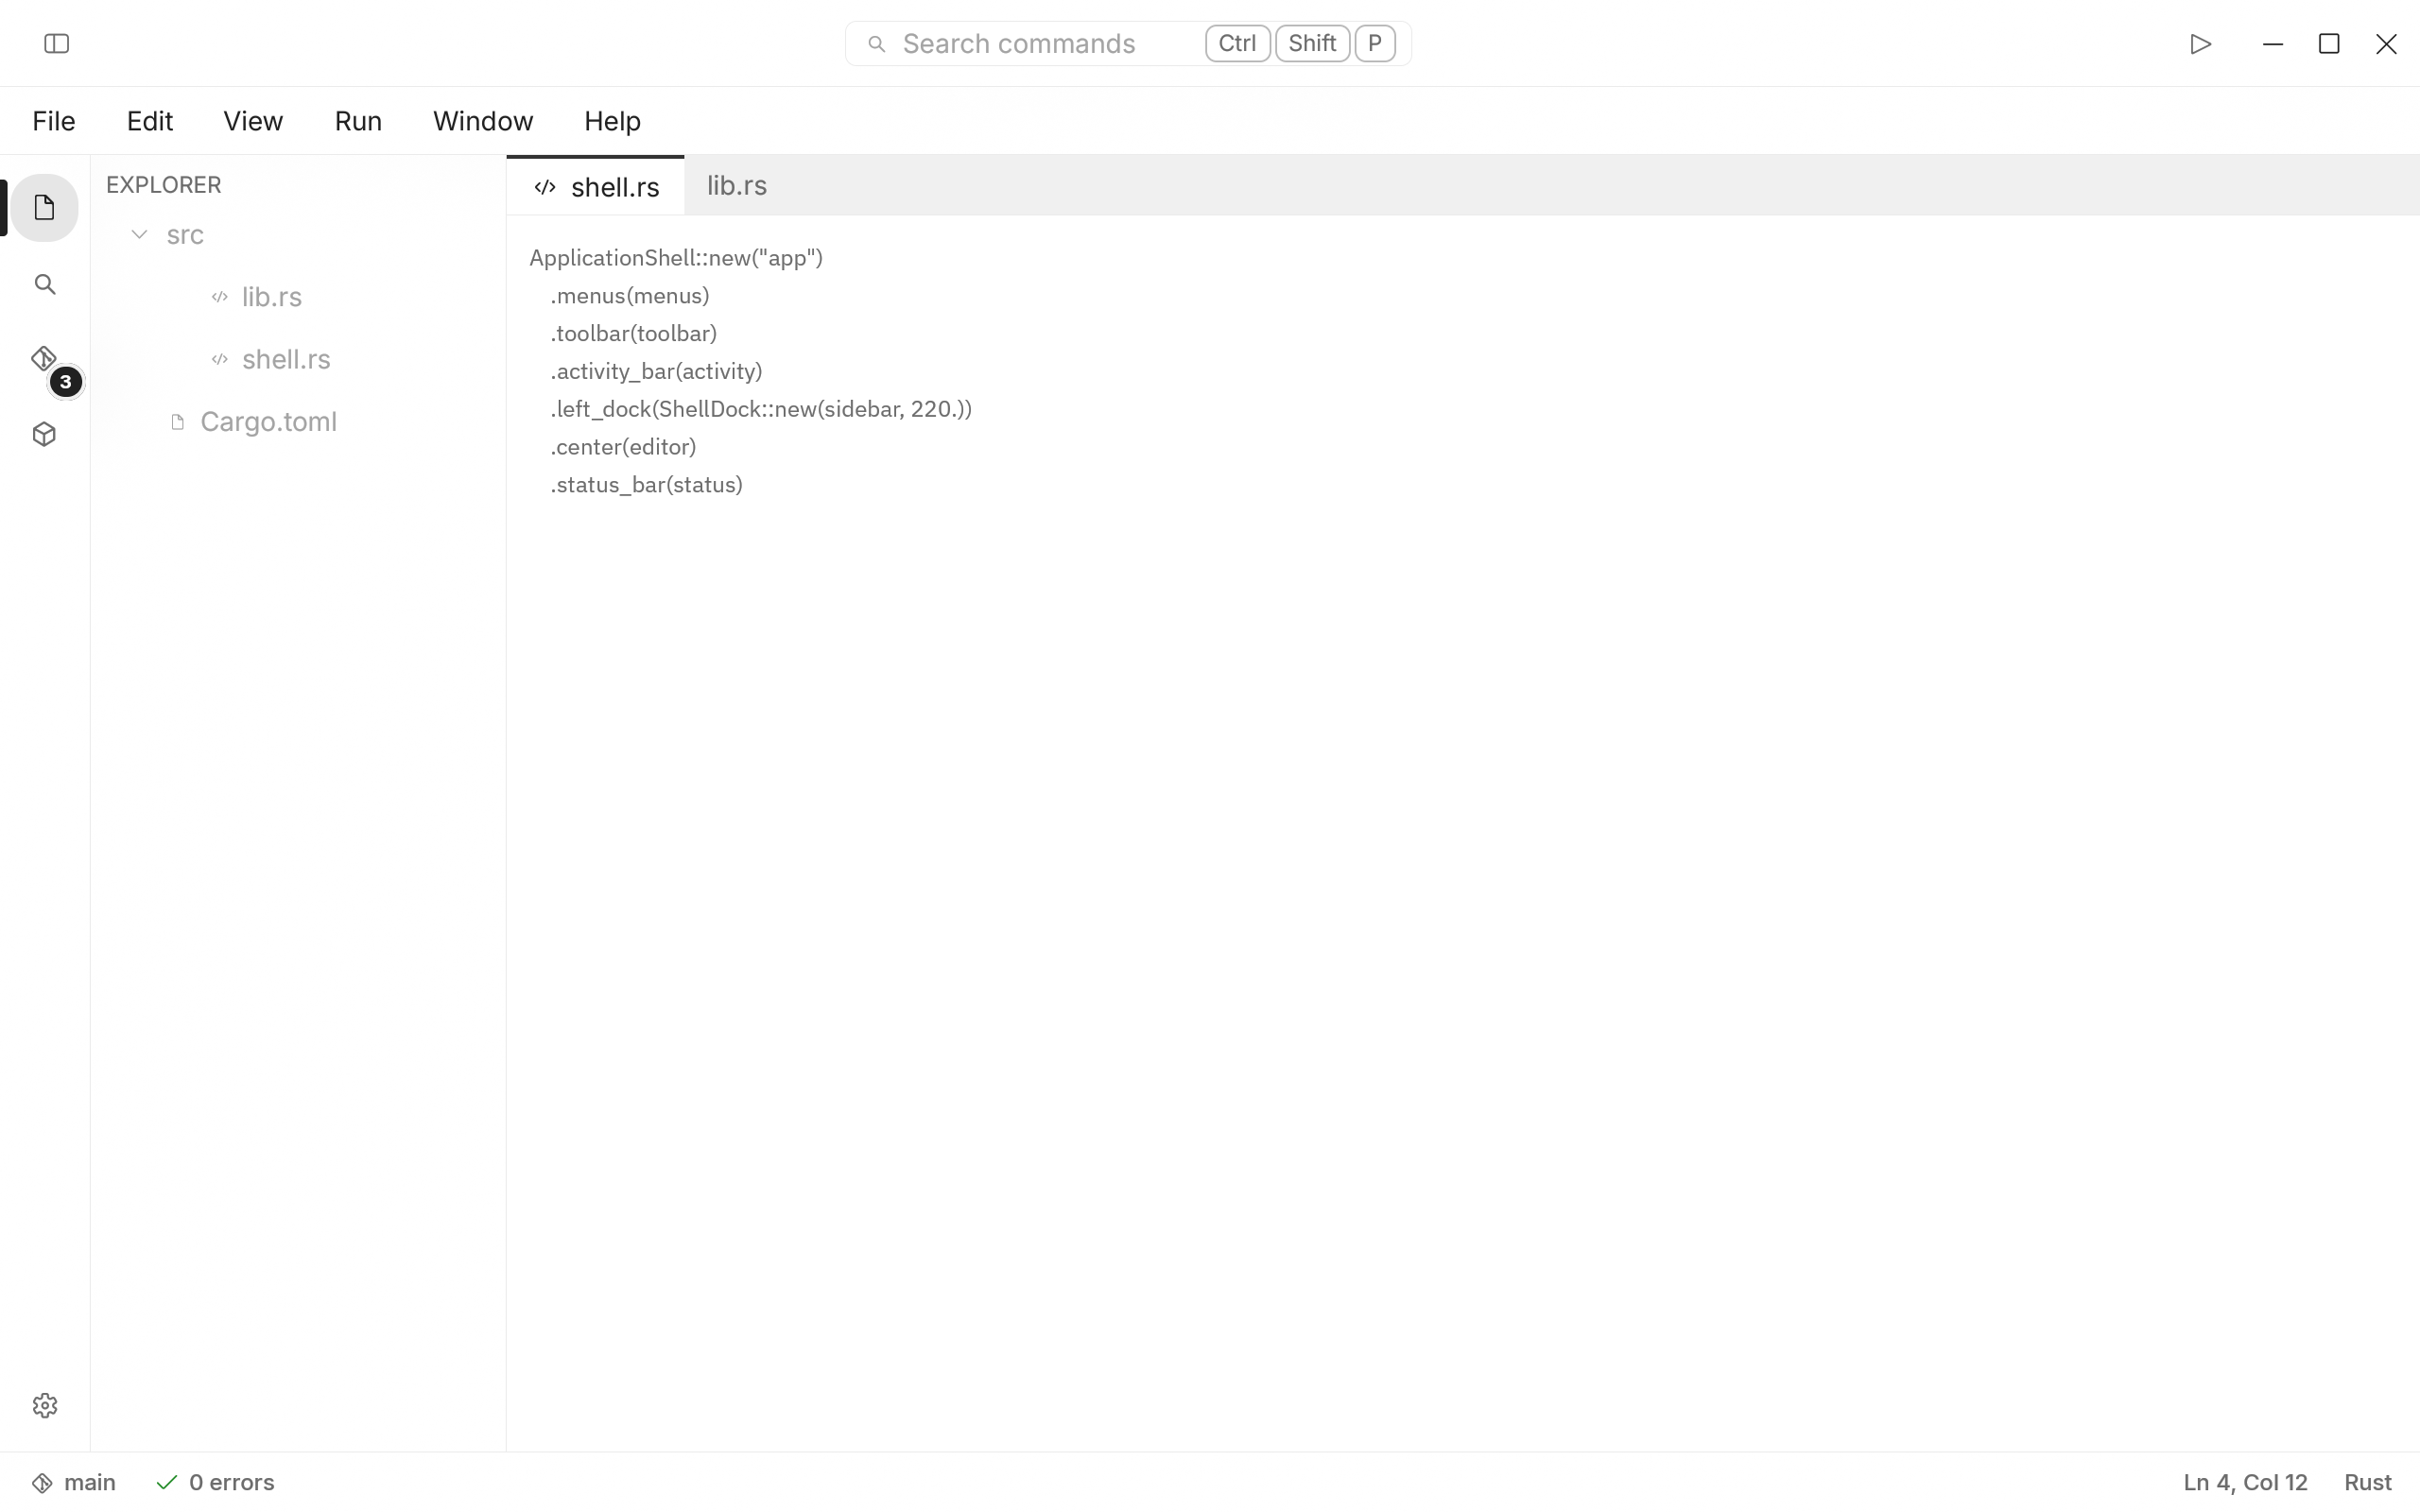 Search commands Ctrl Shift P
File Edit View Run Window Help
EXPLORER
src
lib.rs
shell.rs
Cargo.toml
3
shell.rs lib.rs
ApplicationShell::new("app")
.menus(menus)
.toolbar(toolbar)
.activity_bar(activity)
.left_dock(ShellDock::new(sidebar, 220.))
.center(editor)
.status_bar(status)
main 0 errors
Ln 4, Col 12 Rust